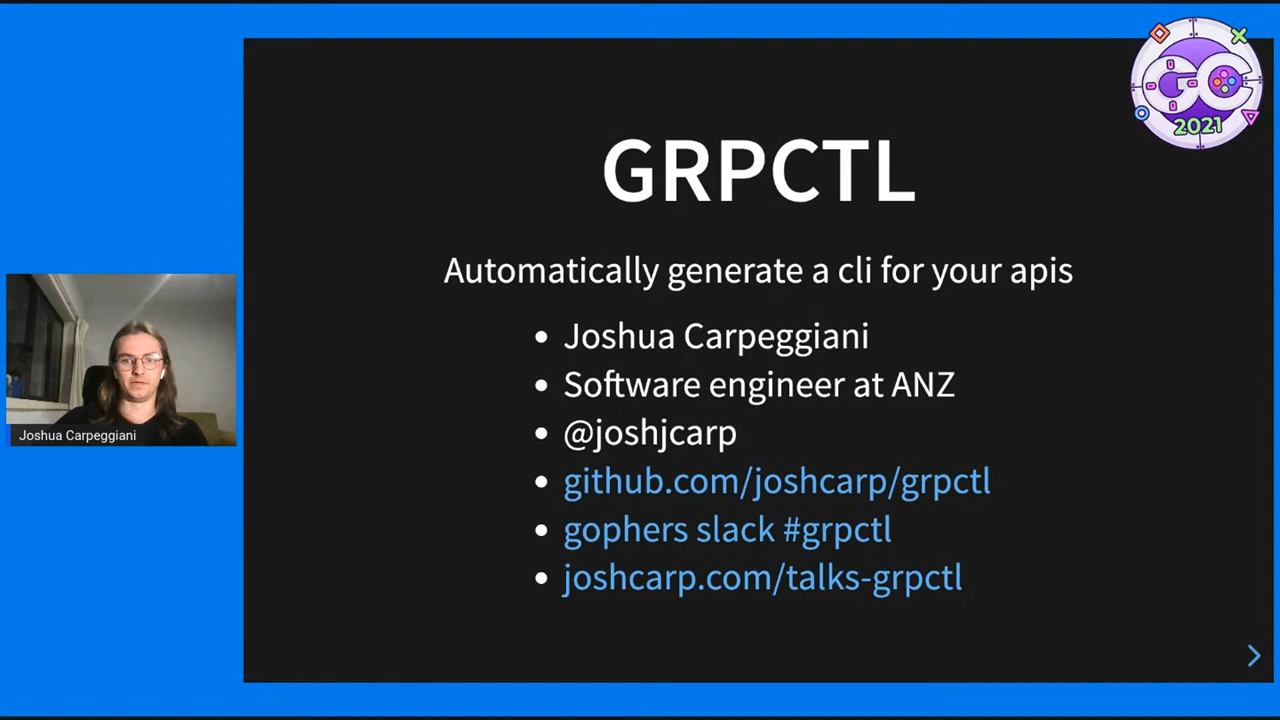 GC
2021
GRPCTL
Automatically generate a cli for your apis
Joshua Carpeggiani
Software engineer at ANZ
@joshjcarp
github.com/joshcarp/grpctl
gophers slack #grpctl
joshcarp.com/talks-grpctl
Joshua Carpeggiani